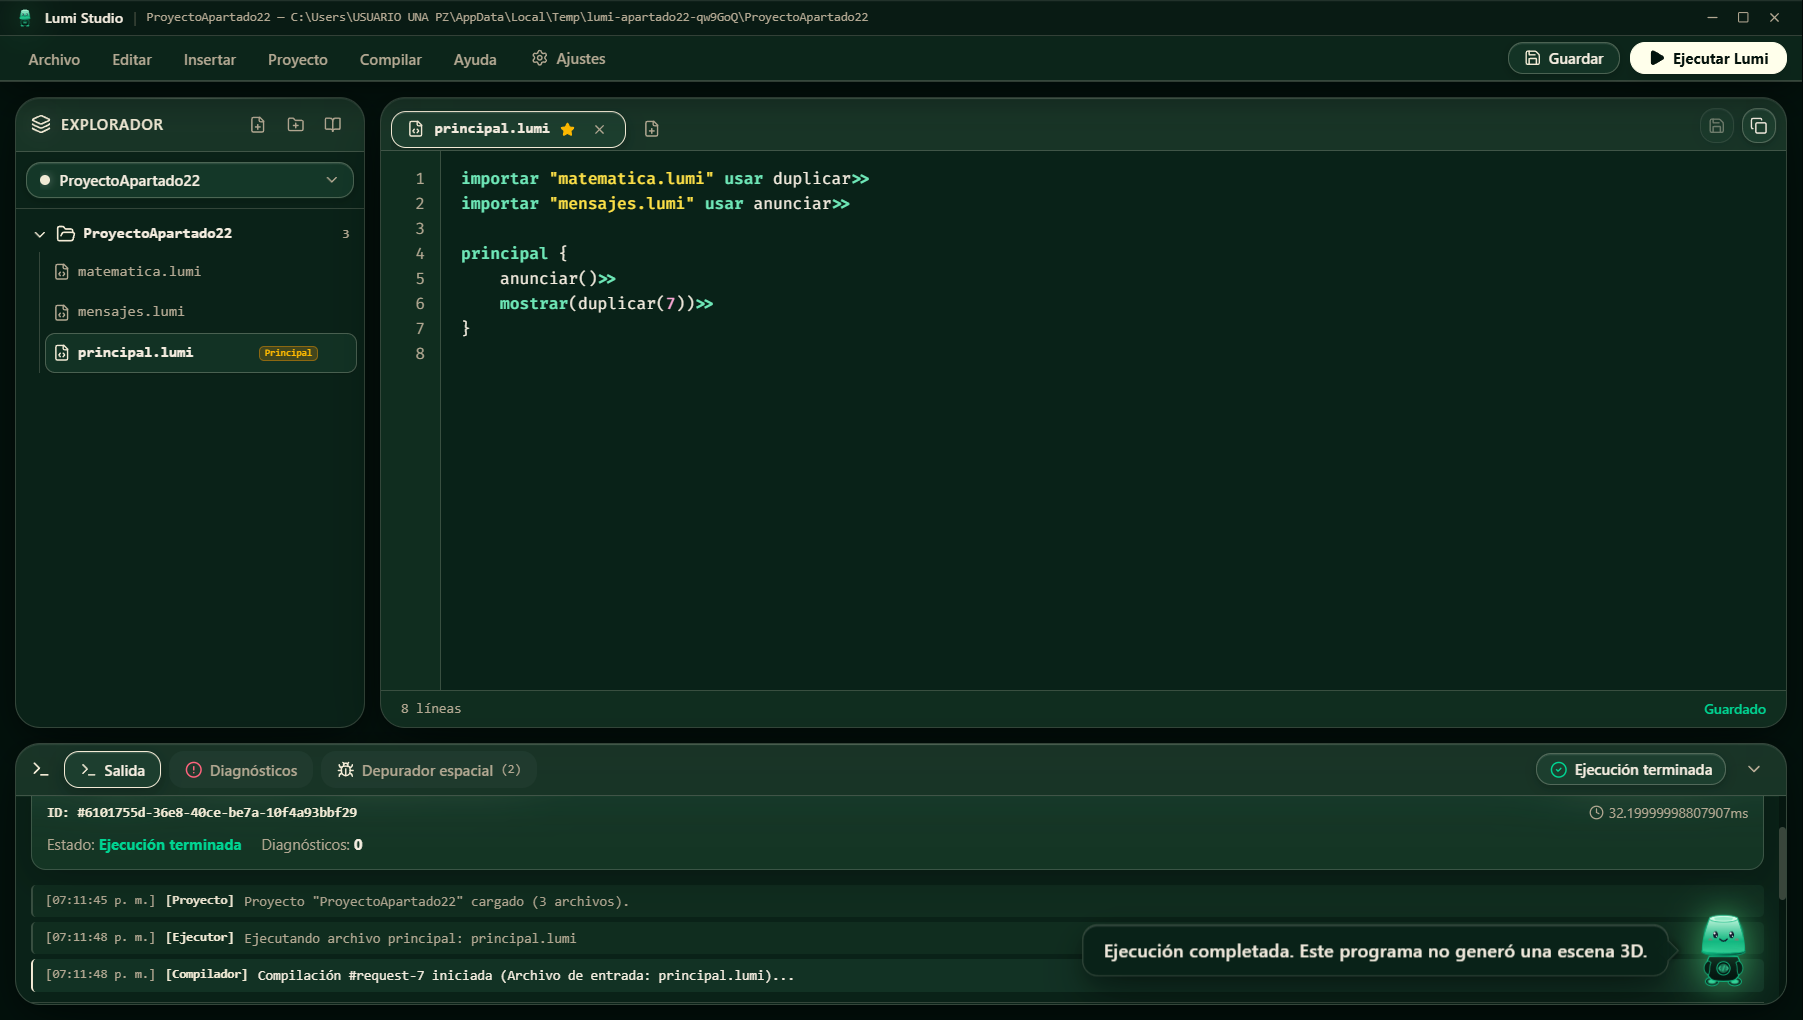 Lumi Studio | ProyectoApartado22 — C:\Users\USUARIO UNA PZ\AppData\Local\Temp\lumi-apartado22-qw9GoQ\ProyectoApartado22
Archivo Editar Insertar Proyecto Compilar Ayuda Ajustes Guardar Ejecutar Lumi
EXPLORADOR
ProyectoApartado22
ProyectoApartado22 3
matematica.lumi
mensajes.lumi
principal.lumi Principal
principal.lumi
1 importar "matematica.lumi" usar duplicar>>
2 importar "mensajes.lumi" usar anunciar>>
3
4 principal {
5     anunciar()>>
6     mostrar(duplicar(7))>>
7 }
8
8 líneas Guardado
Salida Diagnósticos Depurador espacial (2) Ejecución terminada
ID: #6101755d-36e8-40ce-be7a-10f4a93bbf29 32.19999998807907ms
Estado: Ejecución terminada Diagnósticos: 0
[07:11:45 p. m.] [Proyecto] Proyecto "ProyectoApartado22" cargado (3 archivos).
[07:11:48 p. m.] [Ejecutor] Ejecutando archivo principal: principal.lumi
[07:11:48 p. m.] [Compilador] Compilación #request-7 iniciada (Archivo de entrada: principal.lumi)...
Ejecución completada. Este programa no generó una escena 3D.